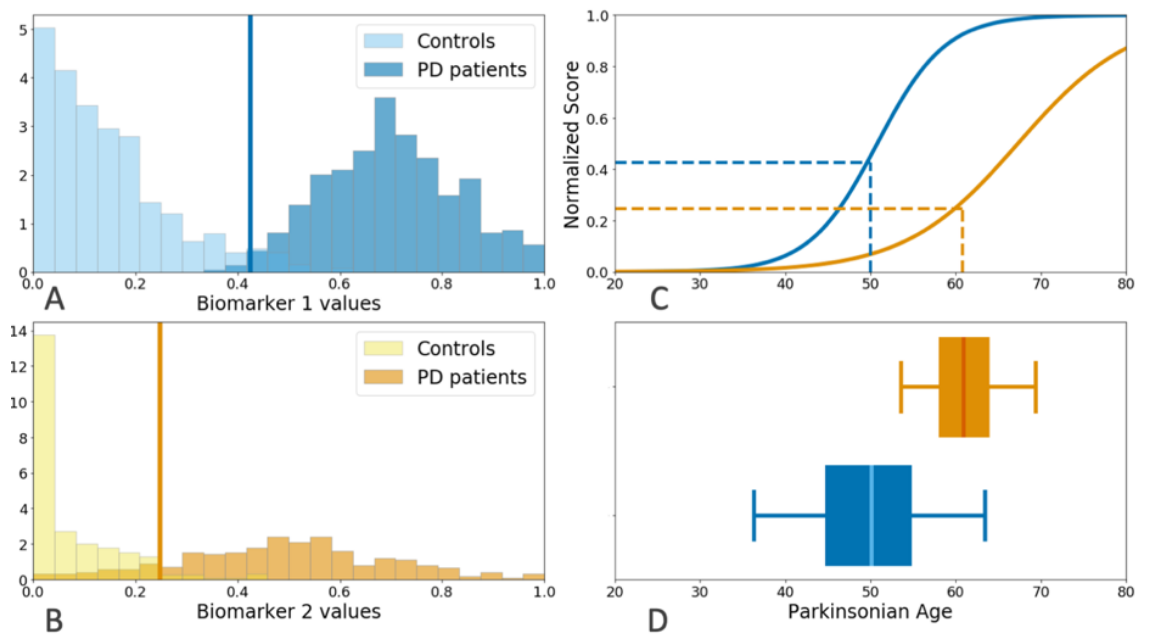 5
4
3
2
1
0
Controls
PD patients
0.0 0.2 0.4 0.6 0.8 1.0
A
Biomarker 1 values
1.0
0.8
0.6
0.4
0.2
0.0
Normalized Score
20 30 40 50 60 70 80
C
14
12
10
8
6
4
2
0
Controls
PD patients
0.0 0.2 0.4 0.6 0.8 1.0
B
Biomarker 2 values
20 30 40 50 60 70 80
D
Parkinsonian Age